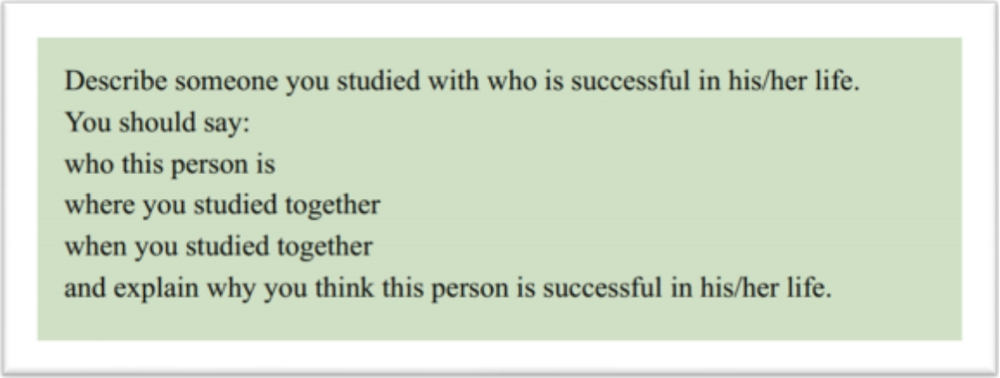 Describe someone you studied with who is successful in his/her life.
You should say:
who this person is
where you studied together
when you studied together
and explain why you think this person is successful in his/her life.